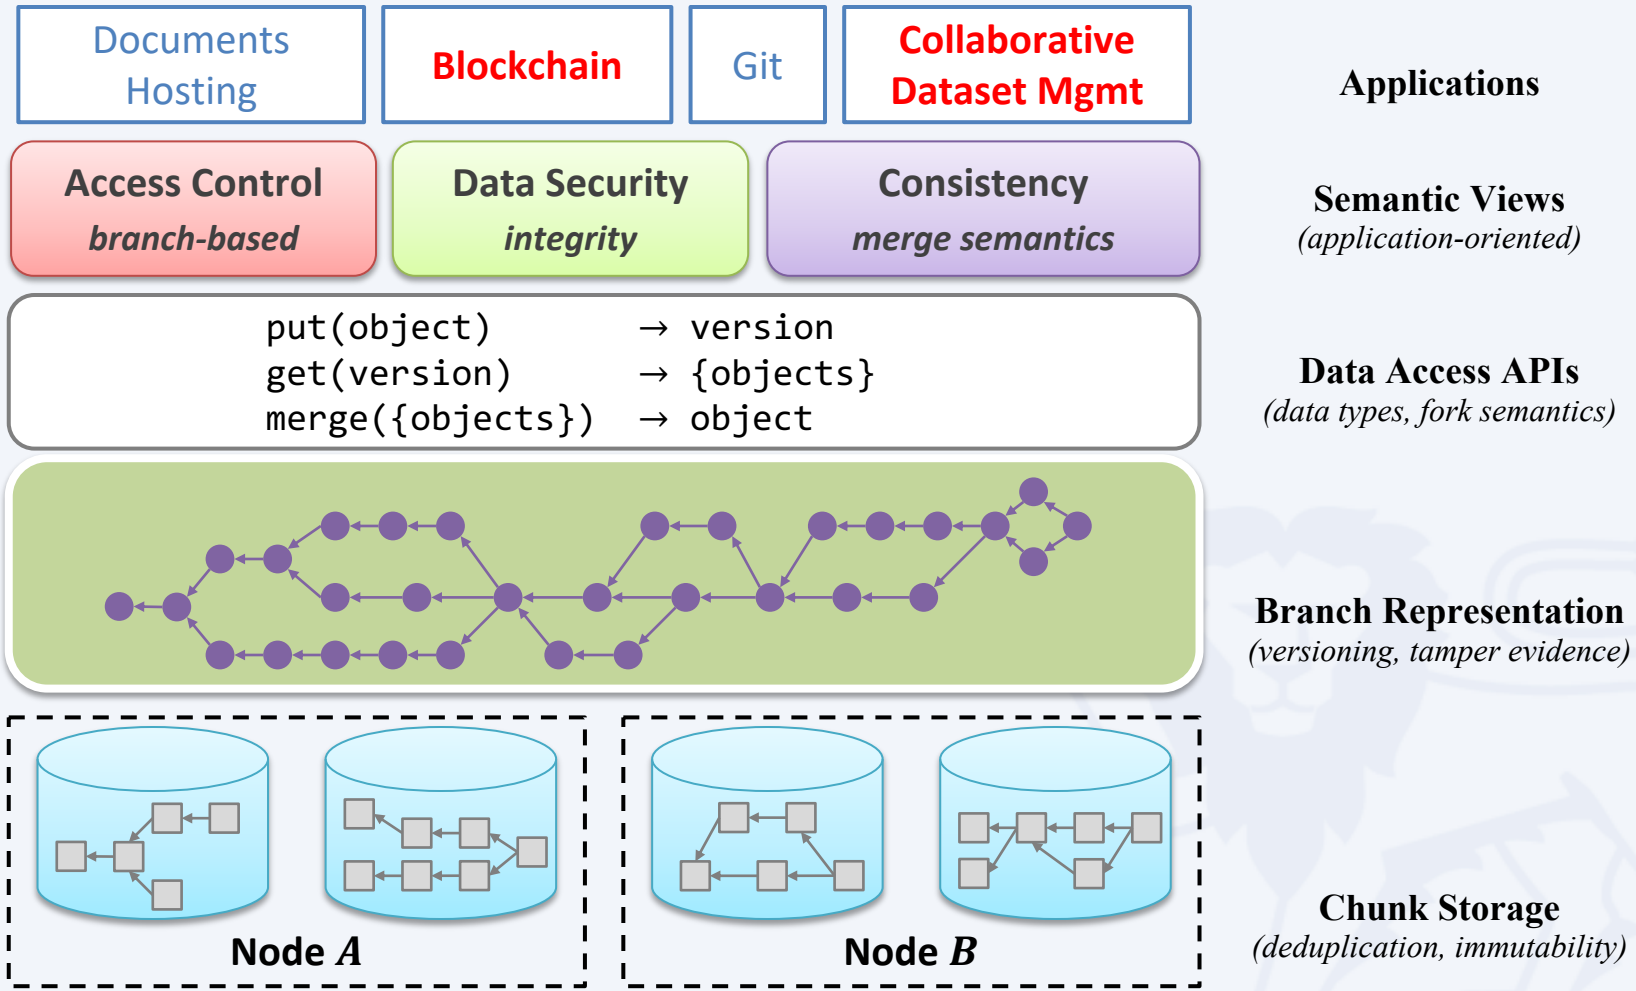 Documents
Hosting
Blockchain
Git
Collaborative
Dataset Mgmt
Applications
Access Control
branch-based
Data Security
integrity
Consistency
merge semantics
Semantic Views
(application-oriented)
put(object) → version
get(version) → {objects}
merge({objects}) → object
Data Access APIs
(data types, fork semantics)
Branch Representation
(versioning, tamper evidence)
Node A
Node B
Chunk Storage
(deduplication, immutability)